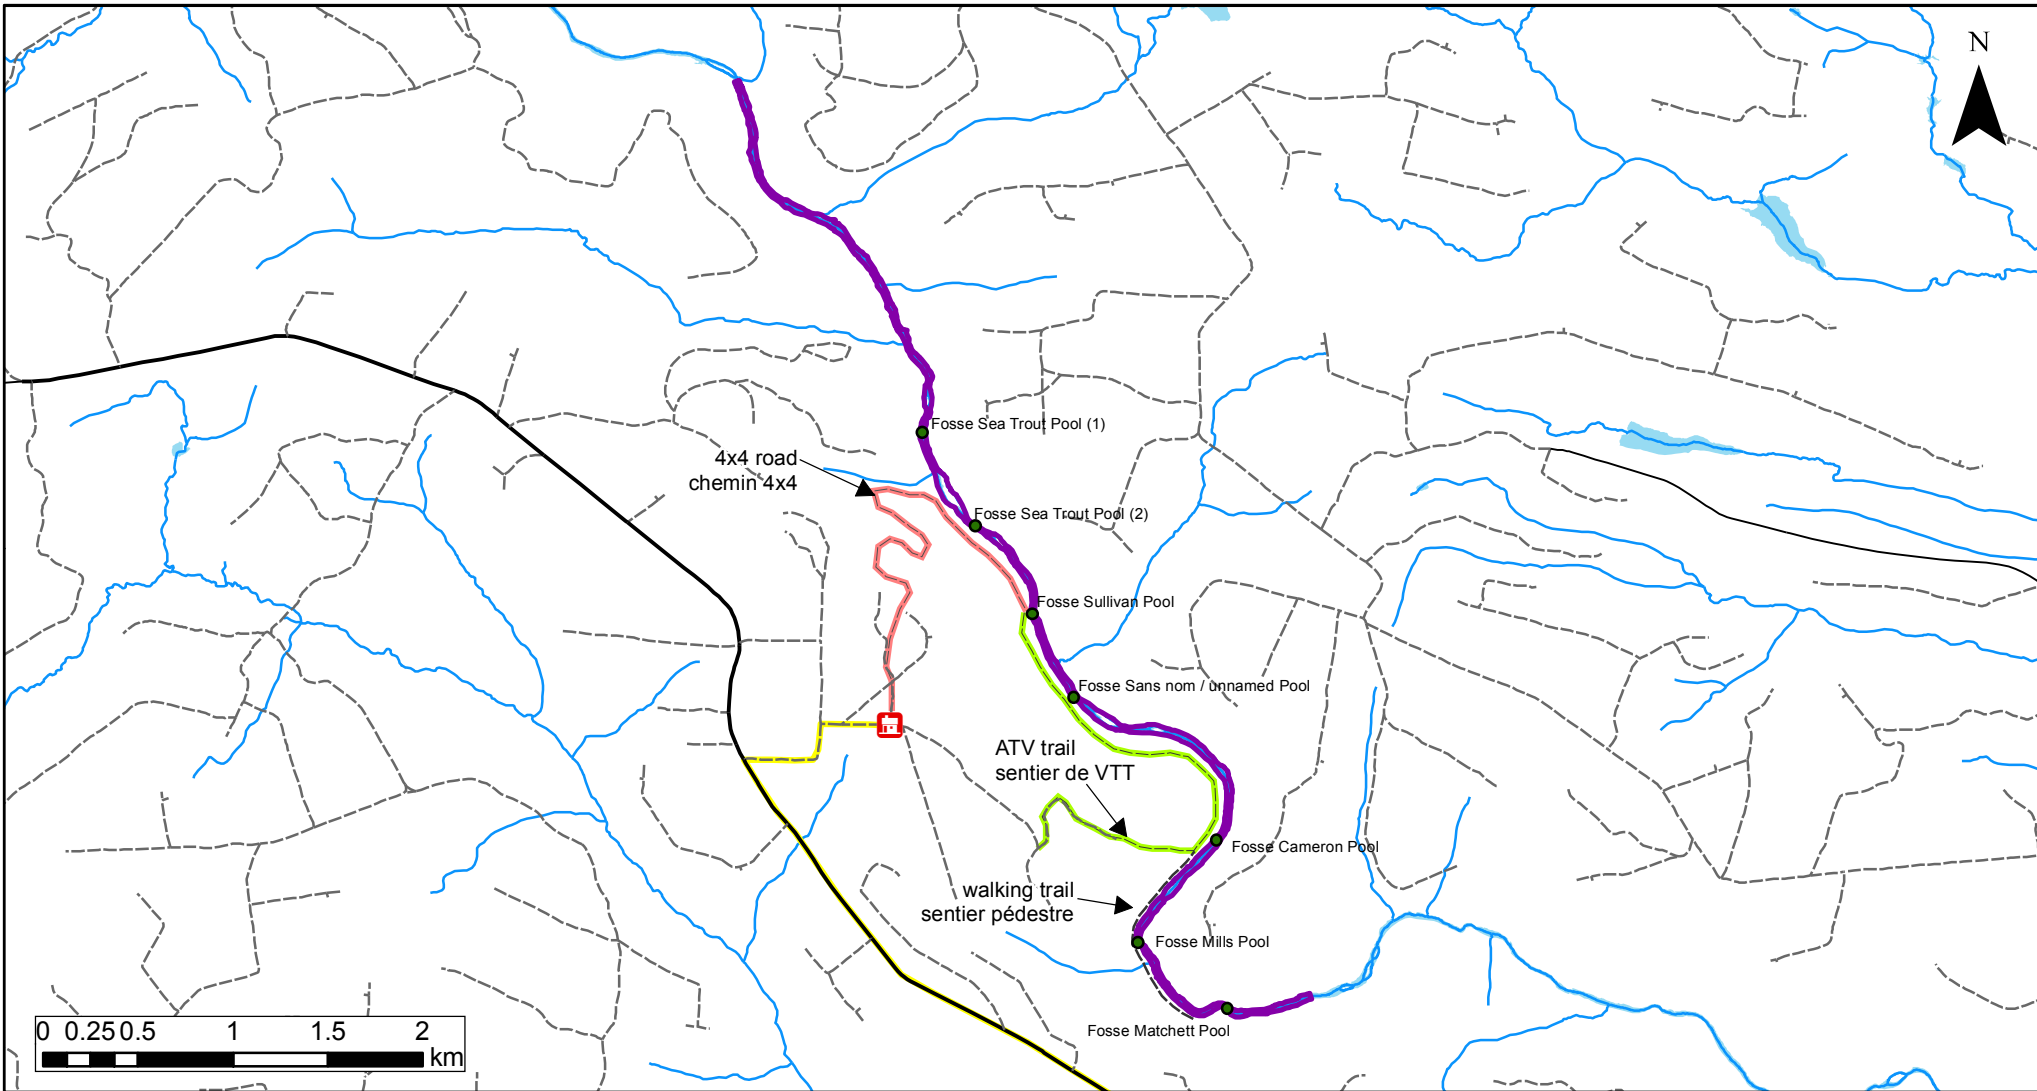 N
Fosse Sea Trout Pool (1)
4x4 road
chemin 4x4
Fosse Sea Trout Pool (2)
Fosse Sullivan Pool
Fosse Sans nom / unnamed Pool
ATV trail
sentier de VTT
Fosse Cameron Pool
walking trail
sentier pédestre
Fosse Mills Pool
Fosse Matchett Pool
0 0.25 0.5 1 1.5 2
km